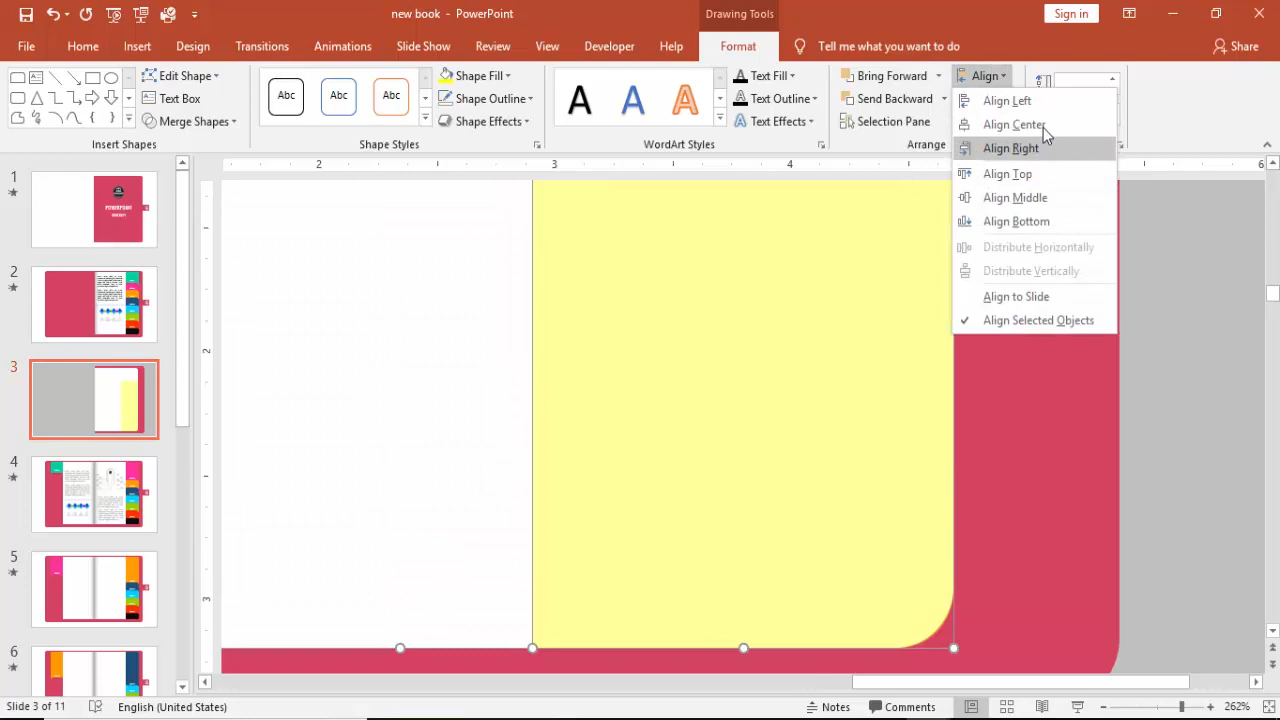 new book - PowerPoint
Drawing Tools
Sign in
File Home Insert Design Transitions Animations Slide Show Review View Developer Help Format Tell me what you want to do Share
Edit Shape
Text Box
Merge Shapes
Insert Shapes
Abc Abc Abc
Shape Fill
Shape Outline
Shape Effects
Shape Styles
A A A
WordArt Styles
Text Fill
Text Outline
Text Effects
Bring Forward
Send Backward
Selection Pane
Arrange
Align
Align Left
Align Center
Align Right
Align Top
Align Middle
Align Bottom
Distribute Horizontally
Distribute Vertically
Align to Slide
Align Selected Objects
2 3 4 6
2
3
1
POWERPOINT
2
3
4
5
6
Slide 3 of 11
English (United States)
Notes
Comments
262%